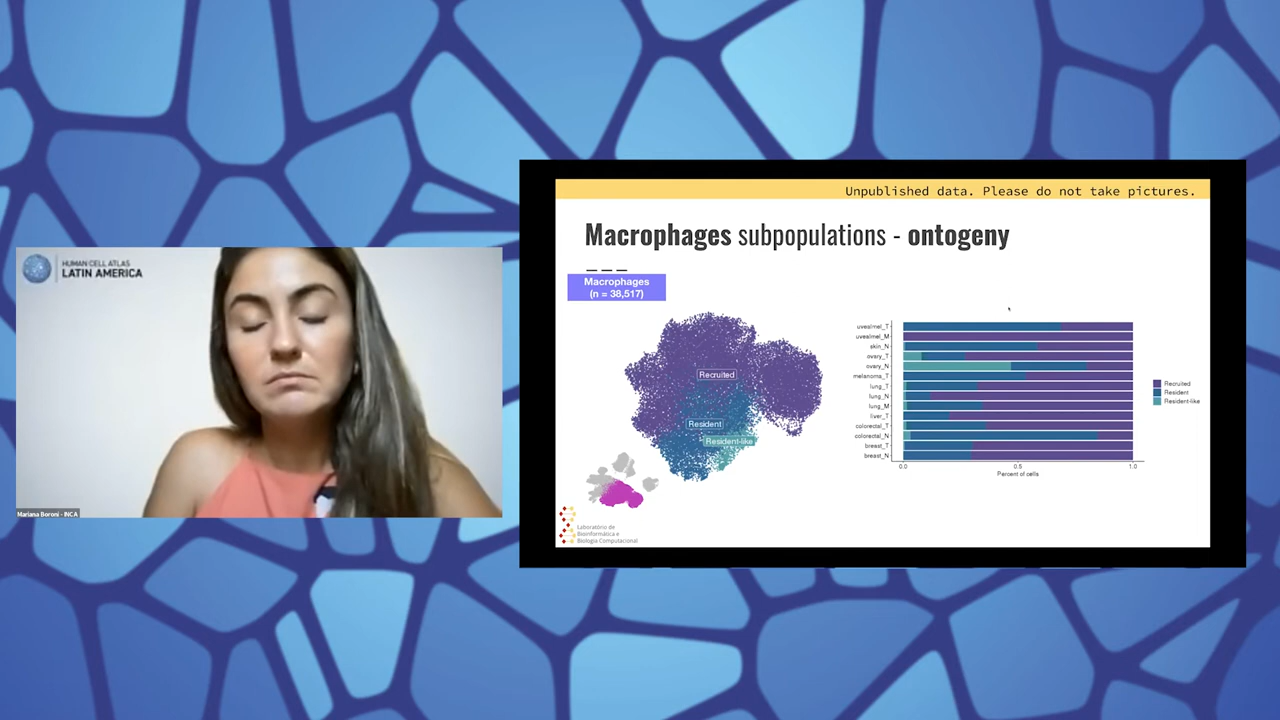 HUMAN CELL ATLAS
LATIN AMERICA
Mariana Boroni - INCA
Unpublished data. Please do not take pictures.
Macrophages subpopulations - ontogeny
Macrophages
(n = 38,517)
Recruited
Resident
Resident-like
Laboratório de
Bioinformática e
Biologia Computacional
uvealmel_T
uvealmel_M
skin_N
ovary_T
ovary_N
melanoma_T
lung_T
lung_N
lung_M
liver_T
colorectal_T
colorectal_N
breast_T
breast_N
0.0
0.5
1.0
Percent of cells
Recruited
Resident
Resident-like